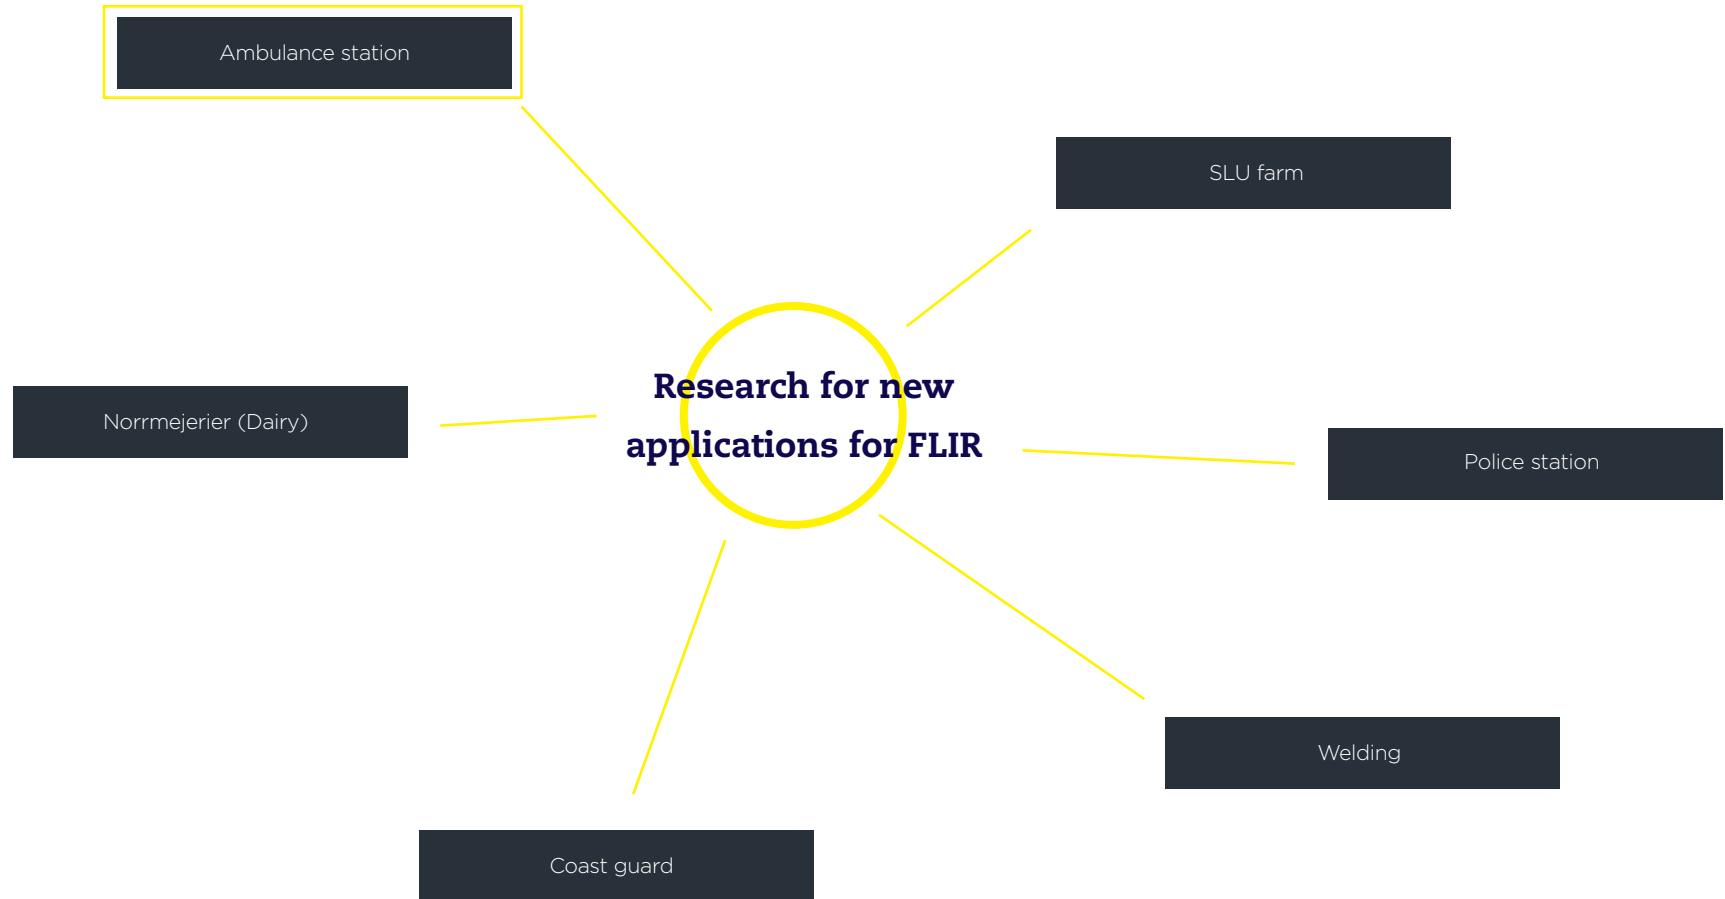 Ambulance station
SLU farm
Research for new
applications for FLIR
Norrmejerier (Dairy)
Police station
Welding
Coast guard